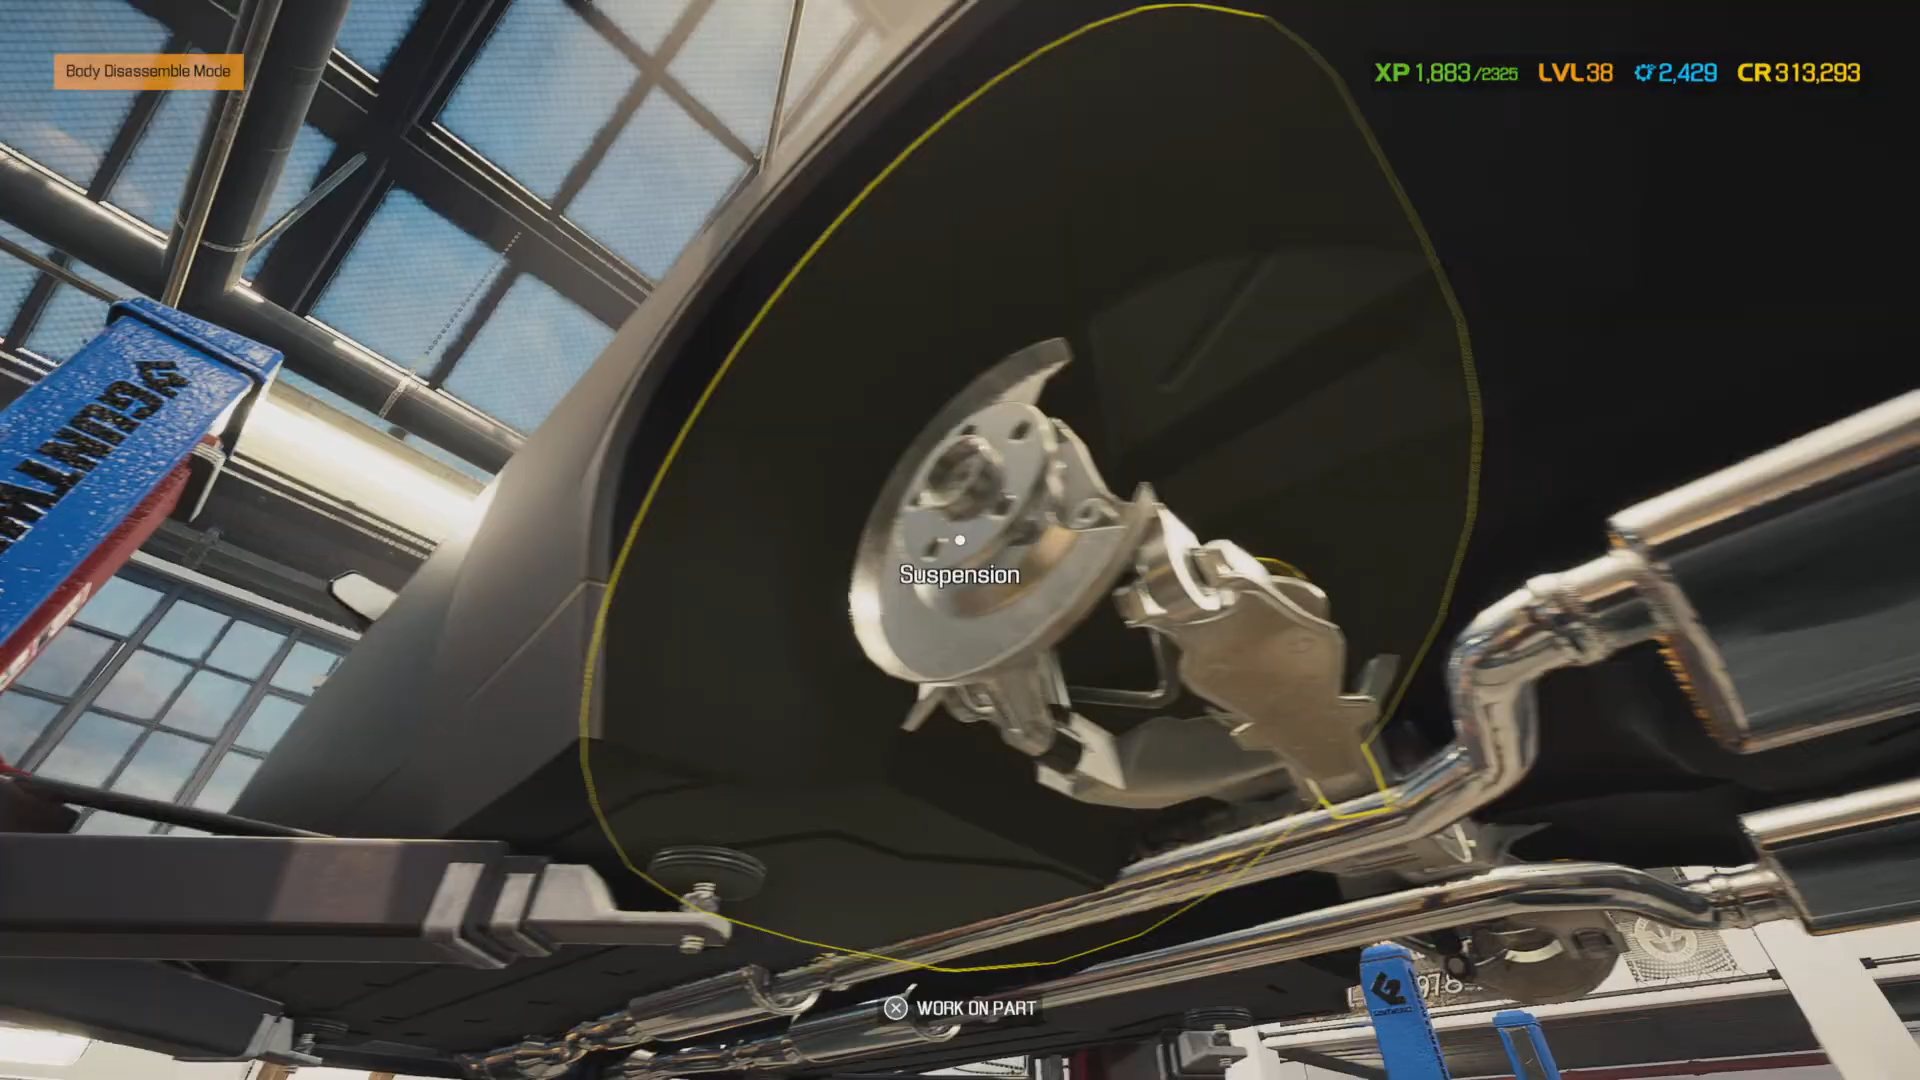 Body Disassemble Mode
XP 1,883/2325 LVL 38 2,429 CR 313,293
Suspension
WORK ON PART